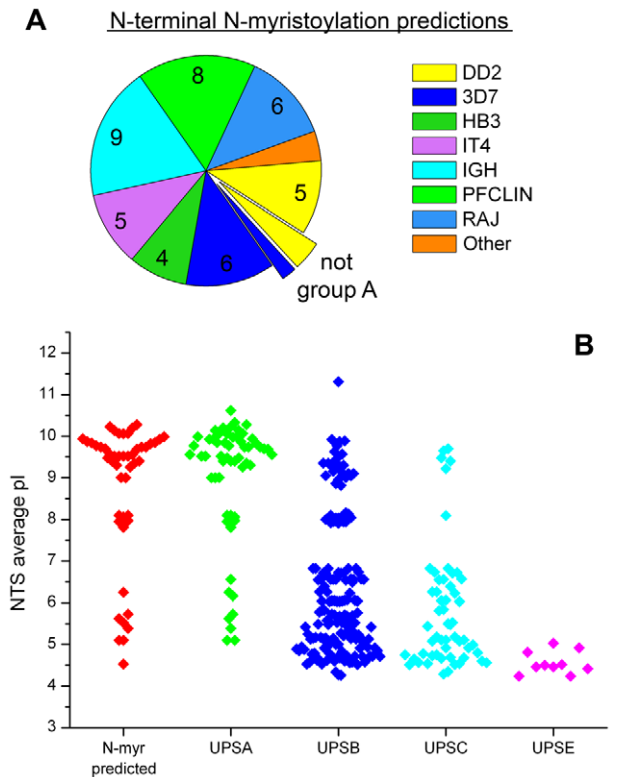 A
N-terminal N-myristoylation predictions
8
6
9
5
5
4
6
not
group A
DD2
3D7
HB3
IT4
IGH
PFCLIN
RAJ
Other
B
NTS average pI
12
11
10
9
8
7
6
5
4
3
N-myr
predicted
UPSA
UPSB
UPSC
UPSE